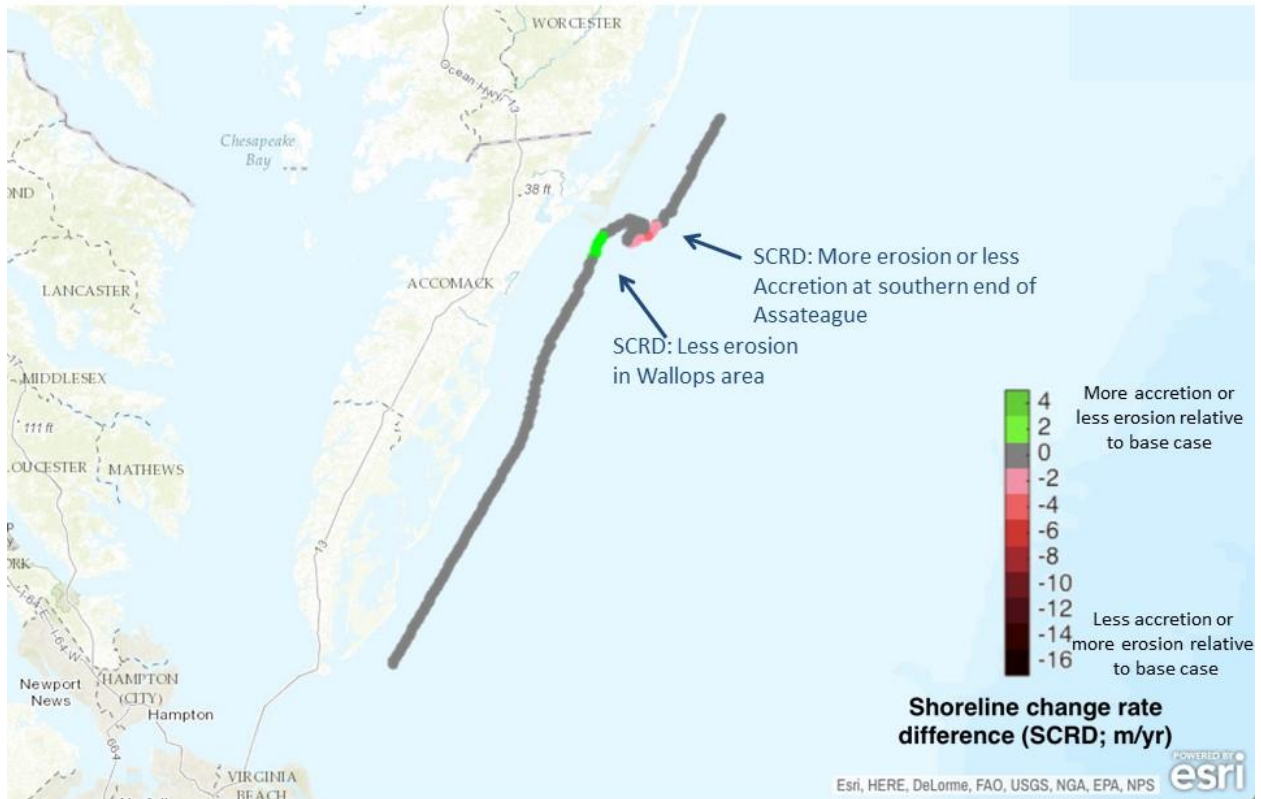 WORCESTER
Ocean Hwy 13
Chesapeake
Bay
38 ft
ACCOMACK
LANCASTER
MIDDLESEX
111 ft
OUCESTER
MATHEWS
13
I-64 E
I-64 W
HAMPTON
(CITY)
Newport
News
Hampton
664
VIRGINIA
BEACH
SCRD: More erosion or less
Accretion at southern end of
Assateague
SCRD: Less erosion
in Wallops area
4
2
0
-2
-4
-6
-8
-10
-12
-14
-16
More accretion or
less erosion relative
to base case
Less accretion or
more erosion relative
to base case
Shoreline change rate
difference (SCRD; m/yr)
POWERED BY
esri
Esri, HERE, DeLorme, FAO, USGS, NGA, EPA, NPS